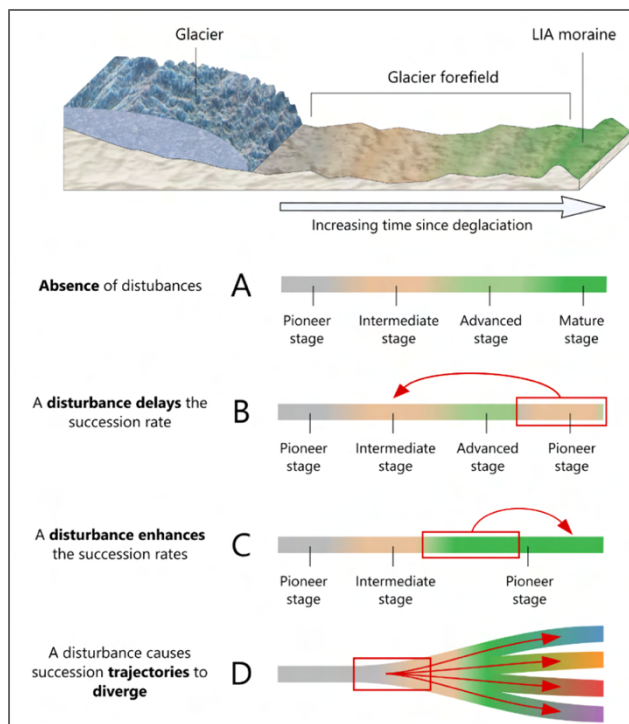 Glacier
LIA moraine
Glacier forefield
Increasing time since deglaciation
Absence of distubances
A
Pioneer
stage
Intermediate
stage
Advanced
stage
Mature
stage
A disturbance delays the
succession rate
B
Pioneer
stage
Intermediate
stage
Advanced
stage
Pioneer
stage
A disturbance enhances
the succession rates
C
Pioneer
stage
Intermediate
stage
Pioneer
stage
A disturbance causes
succession trajectories to
diverge
D